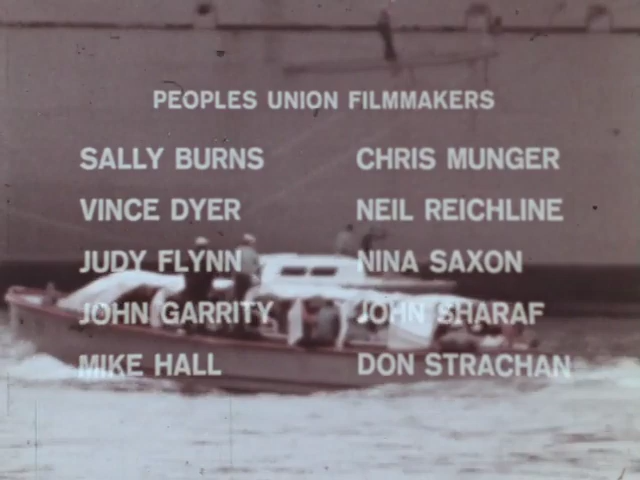 PEOPLES UNION FILMMAKERS
SALLY BURNS
VINCE DYER
JUDY FLYNN
JOHN GARRITY
MIKE HALL
CHRIS MUNGER
NEIL REICHLINE
NINA SAXON
JOHN SHARAF
DON STRACHAN